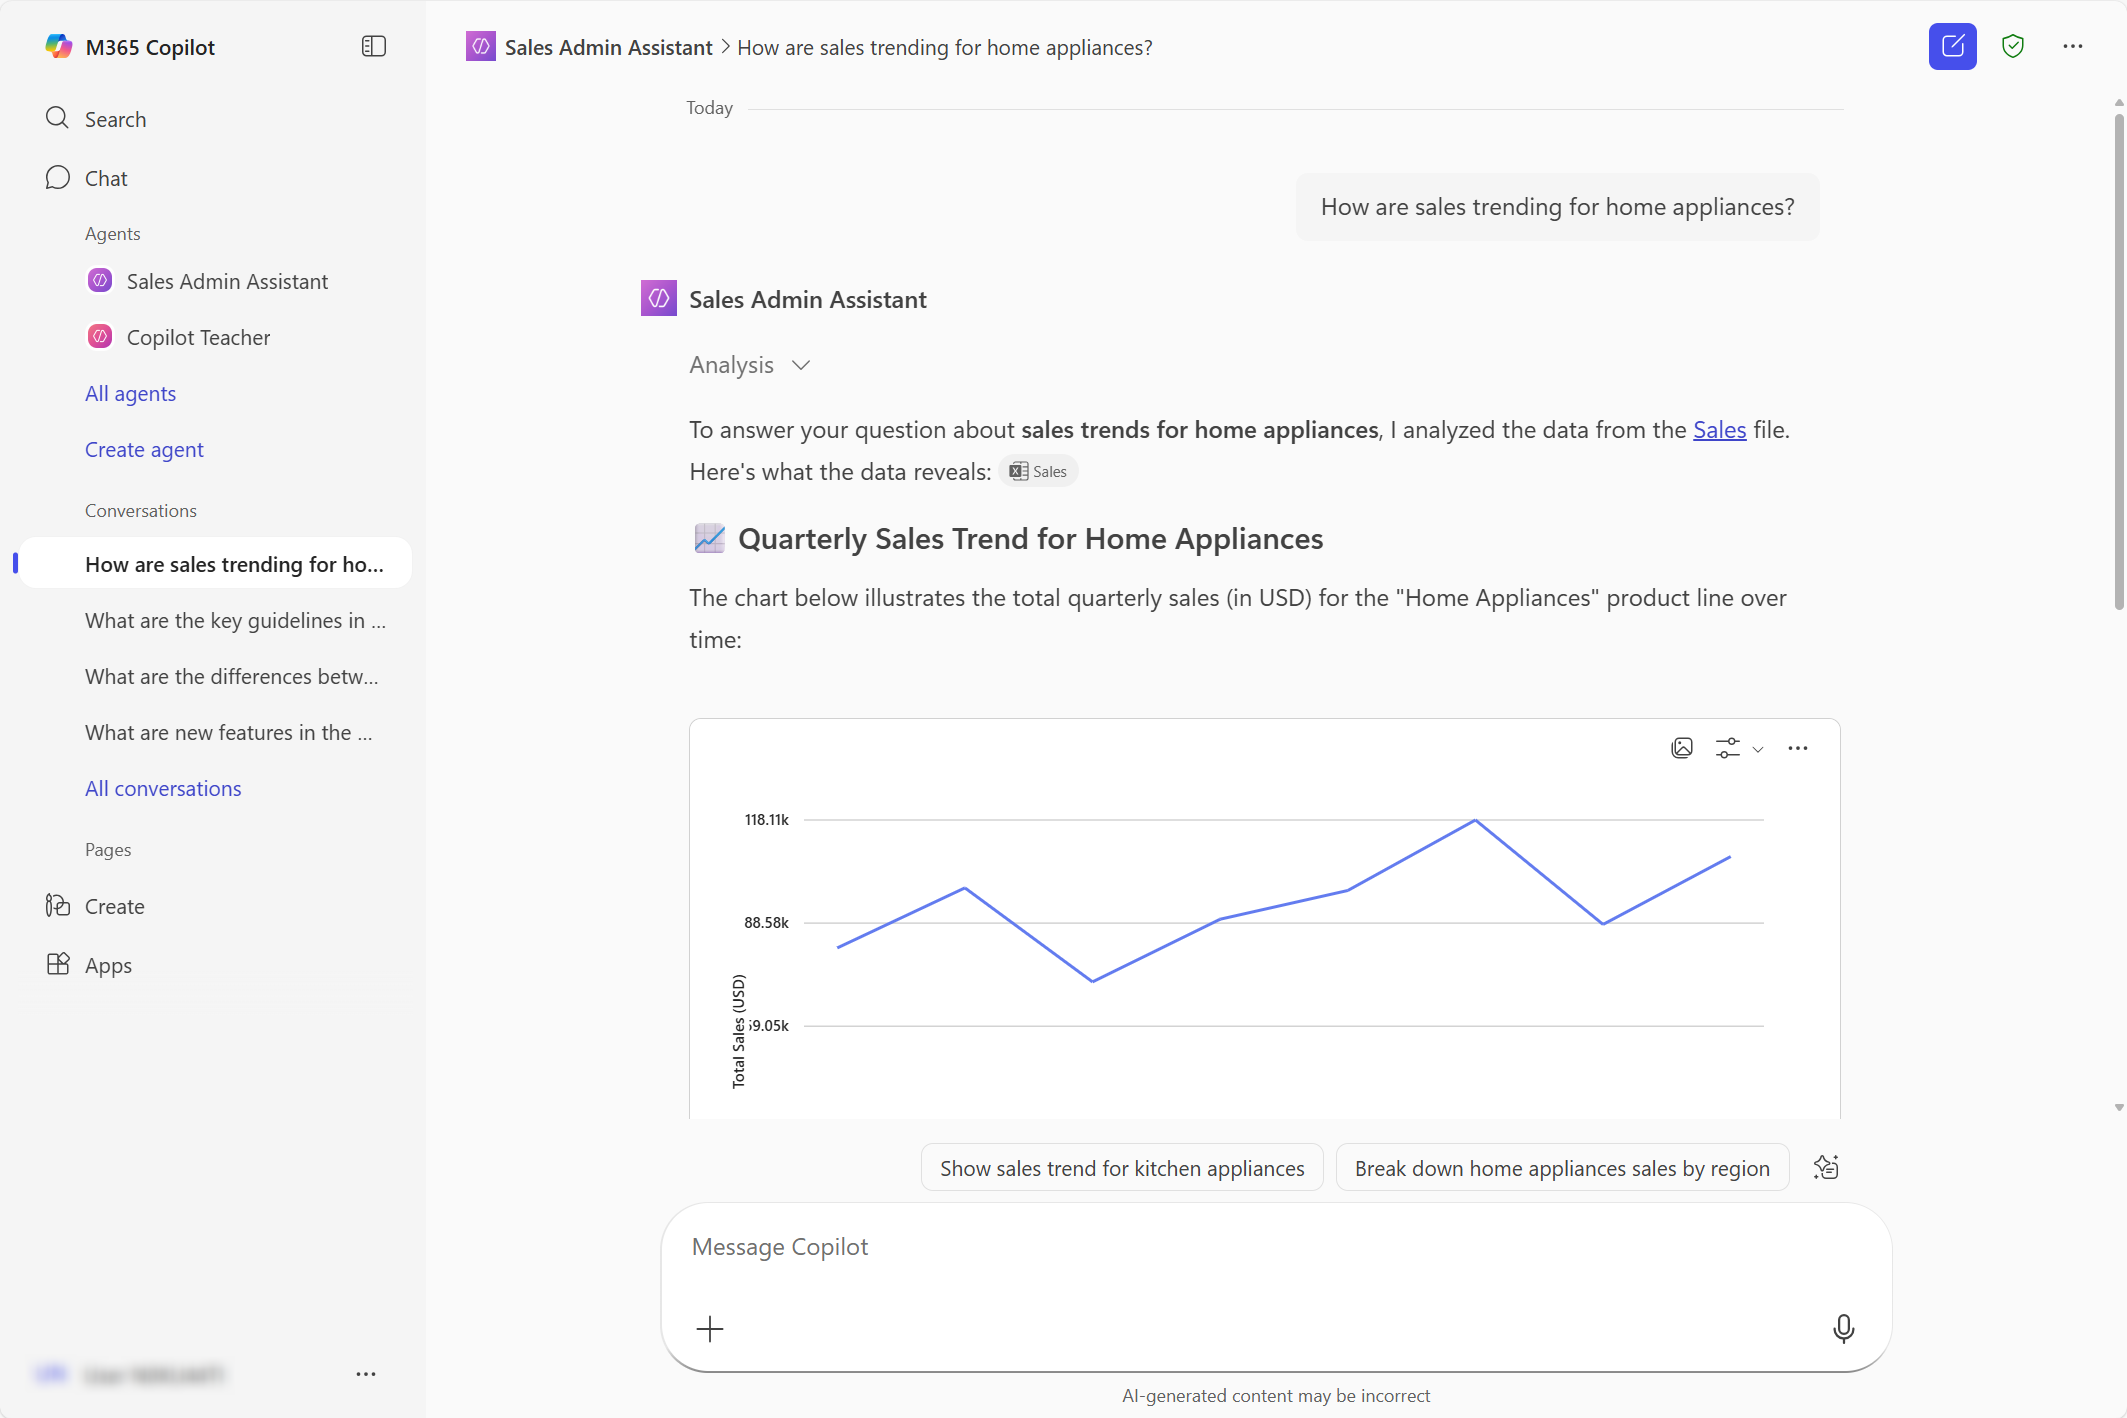 M365 Copilot
Search
Chat
Agents
Sales Admin Assistant
Copilot Teacher
All agents
Create agent
Conversations
How are sales trending for ho...
What are the key guidelines in ...
What are the differences betw...
What are new features in the ...
All conversations
Pages
Create
Apps
Sales Admin Assistant > How are sales trending for home appliances?
Today
How are sales trending for home appliances?
Sales Admin Assistant
Analysis
To answer your question about sales trends for home appliances, I analyzed the data from the Sales file.
Here's what the data reveals: Sales
Quarterly Sales Trend for Home Appliances
The chart below illustrates the total quarterly sales (in USD) for the "Home Appliances" product line over
time:
118.11k
88.58k
59.05k
Total Sales (USD)
Show sales trend for kitchen appliances
Break down home appliances sales by region
Message Copilot
AI-generated content may be incorrect